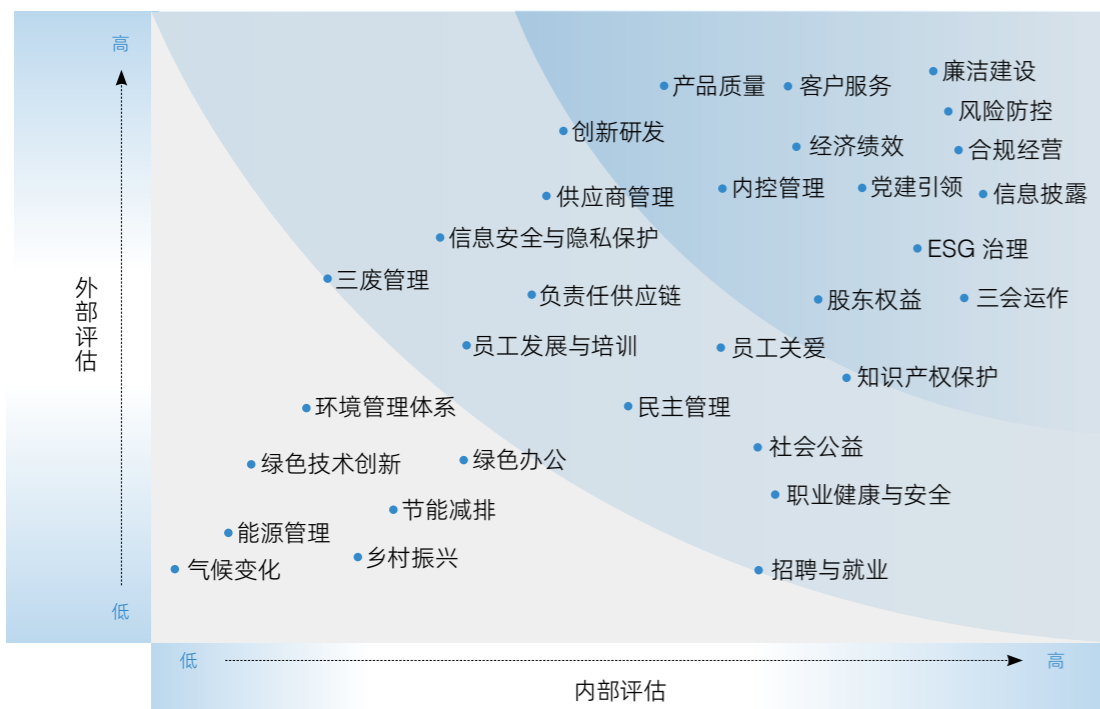 高
廉洁建设
产品质量
客户服务
风险防控
创新研发
经济绩效
合规经营
供应商管理
内控管理
党建引领
信息披露
信息安全与隐私保护
ESG 治理
三废管理
负责任供应链
股东权益
三会运作
外部评估
员工发展与培训
员工关爱
知识产权保护
环境管理体系
民主管理
社会公益
绿色技术创新
绿色办公
职业健康与安全
节能减排
能源管理
乡村振兴
气候变化
招聘与就业
低
低
高
内部评估